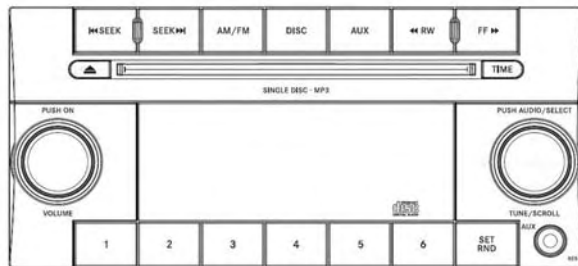 SEEK SEEK AM/FM DISC AUX RW FF
TIME
SINGLE DISC - MP3
PUSH ON PUSH AUDIO/SELECT
VOLUME TUNE/SCROLL
1 2 3 4 5 6 SET RND AUX